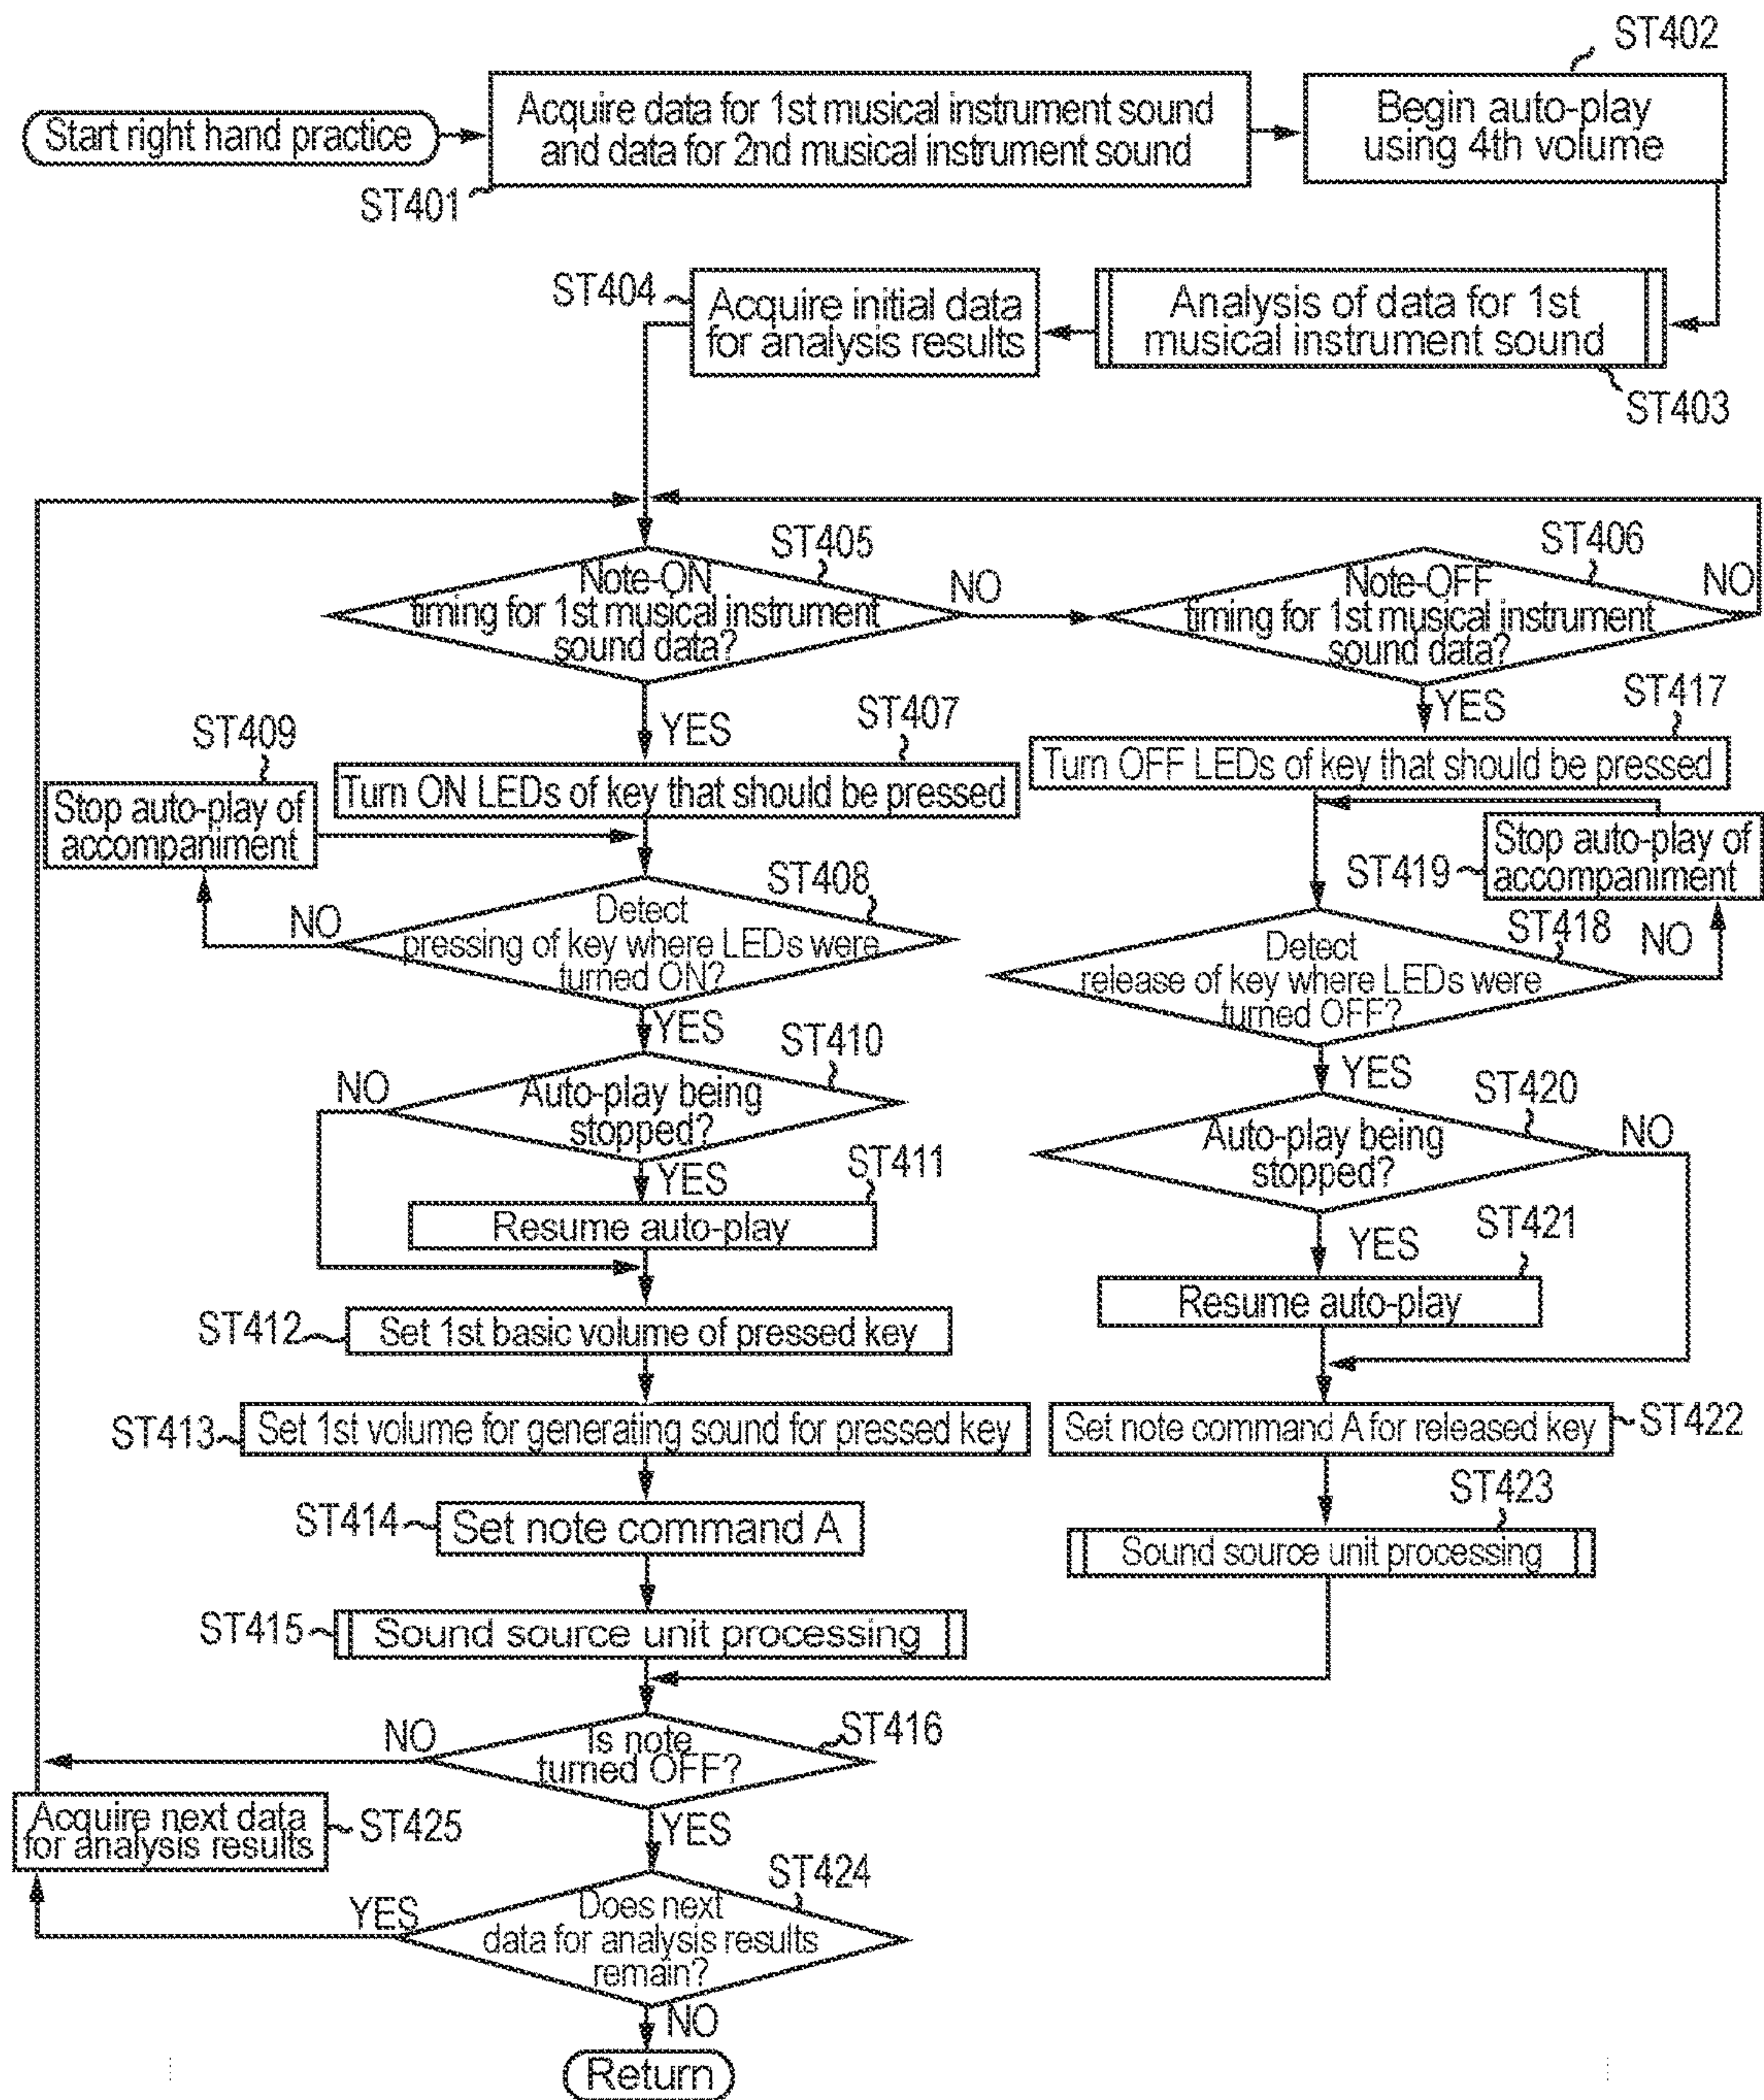 ST402
Start right hand practice
Acquire data for 1st musical instrument sound
and data for 2nd musical instrument sound
Begin auto-play
using 4th volume
ST401
ST404
Acquire initial data
for analysis results
Analysis of data for 1st
musical instrument sound
ST403
ST405
Note-ON
timing for 1st musical instrument
sound data?
NO
ST406
Note-OFF
timing for 1st musical instrument
sound data?
NO
YES
ST407
YES
ST417
ST409
Stop auto-play of
accompaniment
Turn ON LEDs of key that should be pressed
Turn OFF LEDs of key that should be pressed
ST419
Stop auto-play of
accompaniment
ST408
NO
Detect
pressing of key where LEDs were
turned ON?
ST418
NO
Detect
release of key where LEDs were
turned OFF?
YES
ST410
NO
Auto-play being
stopped?
YES
ST420
Auto-play being
stopped?
NO
YES
ST411
Resume auto-play
YES
ST421
Resume auto-play
ST412
Set 1st basic volume of pressed key
ST413
Set 1st volume for generating sound for pressed key
Set note command A for released key
ST422
ST414
Set note command A
ST423
Sound source unit processing
ST415
Sound source unit processing
NO
Is note
turned OFF?
ST416
Acquire next data
for analysis results
ST425
YES
ST424
YES
Does next
data for analysis results
remain?
NO
Return